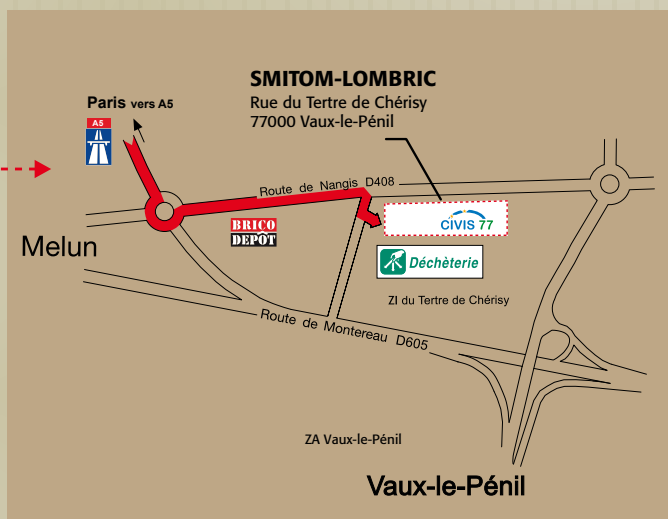 SMITOM-LOMBRIC
Rue du Tertre de Chérisy
77000 Vaux-le-Pénil
Paris vers A5
A5
Route de Nangis D408
BRICO
DEPÔT
CIVIS 77
Melun
Déchèterie
ZI du Tertre de Chérisy
Route de Montereau D605
ZA Vaux-le-Pénil
Vaux-le-Pénil